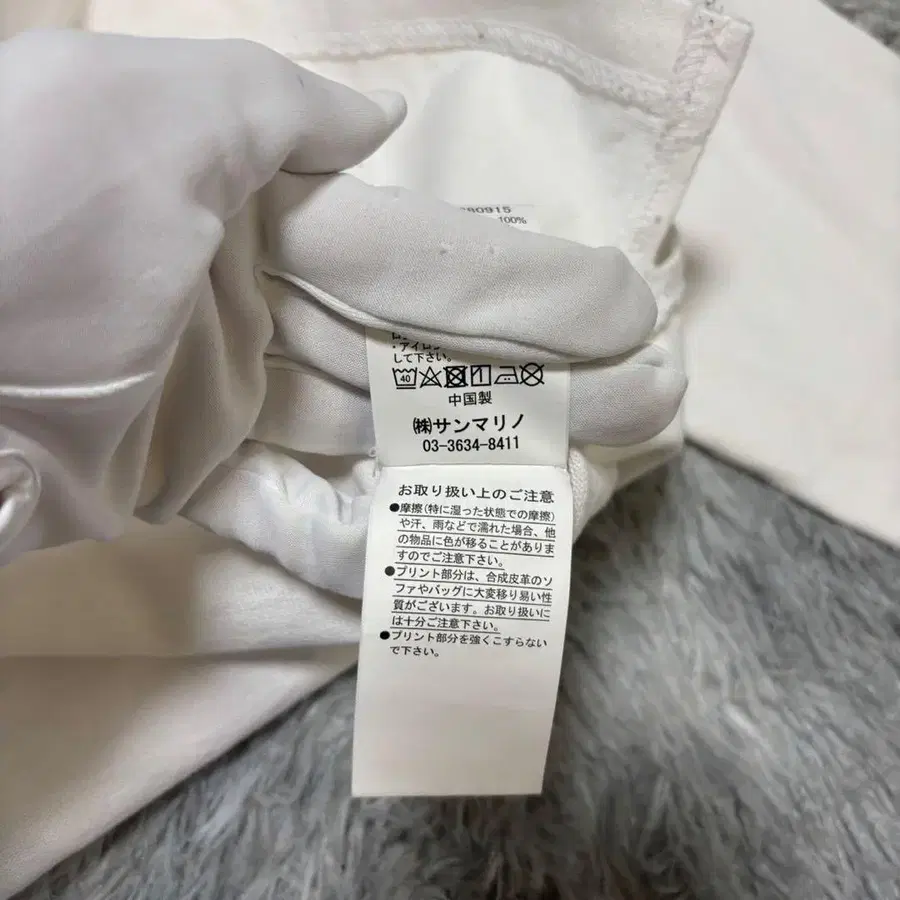 80915
100%
・アイロン
して下さい。
40
中国製
㈱サンマリノ
03-3634-8411
お取り扱い上のご注意
●摩擦(特に湿った状態での摩擦)
や汗、雨などで濡れた場合、他
の物品に色が移ることがありま
すのでご注意下さい。
●プリント部分は、合成皮革のソ
ファやバッグに大変移り易い性
質がございます。お取り扱いに
は十分ご注意下さい。
●プリント部分を強くこすらない
で下さい。